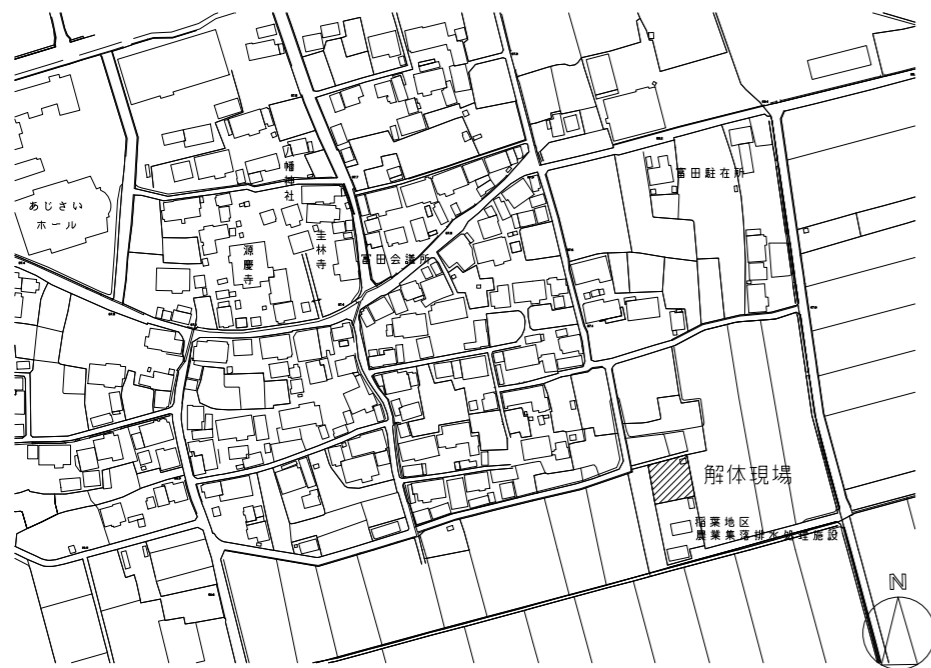 八幡神社
富田駐在所
あじさい
ホール
源慶寺
圭林寺
富田会議所
解体現場
稲葉地区
農業集落排水処理施設
N